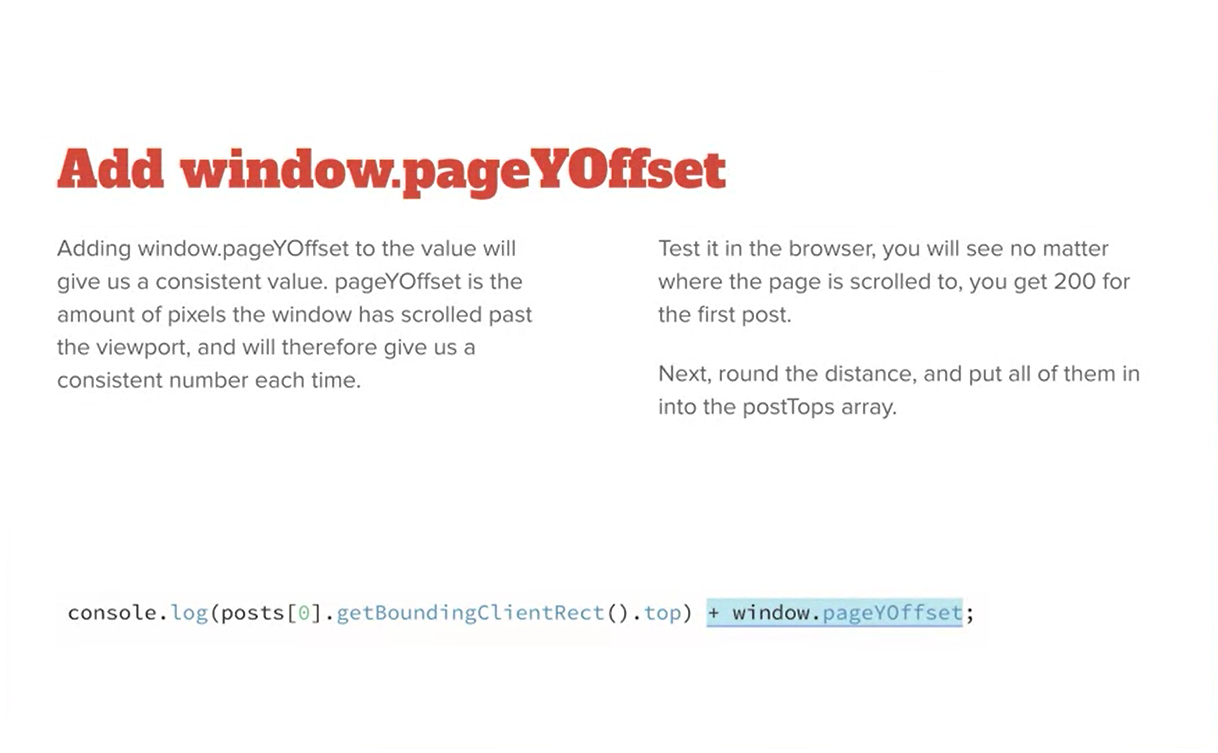 Add window.pageYOffset
Adding window.pageYOffset to the value will
give us a consistent value. pageYOffset is the
amount of pixels the window has scrolled past
the viewport, and will therefore give us a
consistent number each time.
Test it in the browser, you will see no matter
where the page is scrolled to, you get 200 for
the first post.
Next, round the distance, and put all of them in
into the postTops array.
console.log(posts[0].getBoundingClientRect().top) + window.pageYOffset;